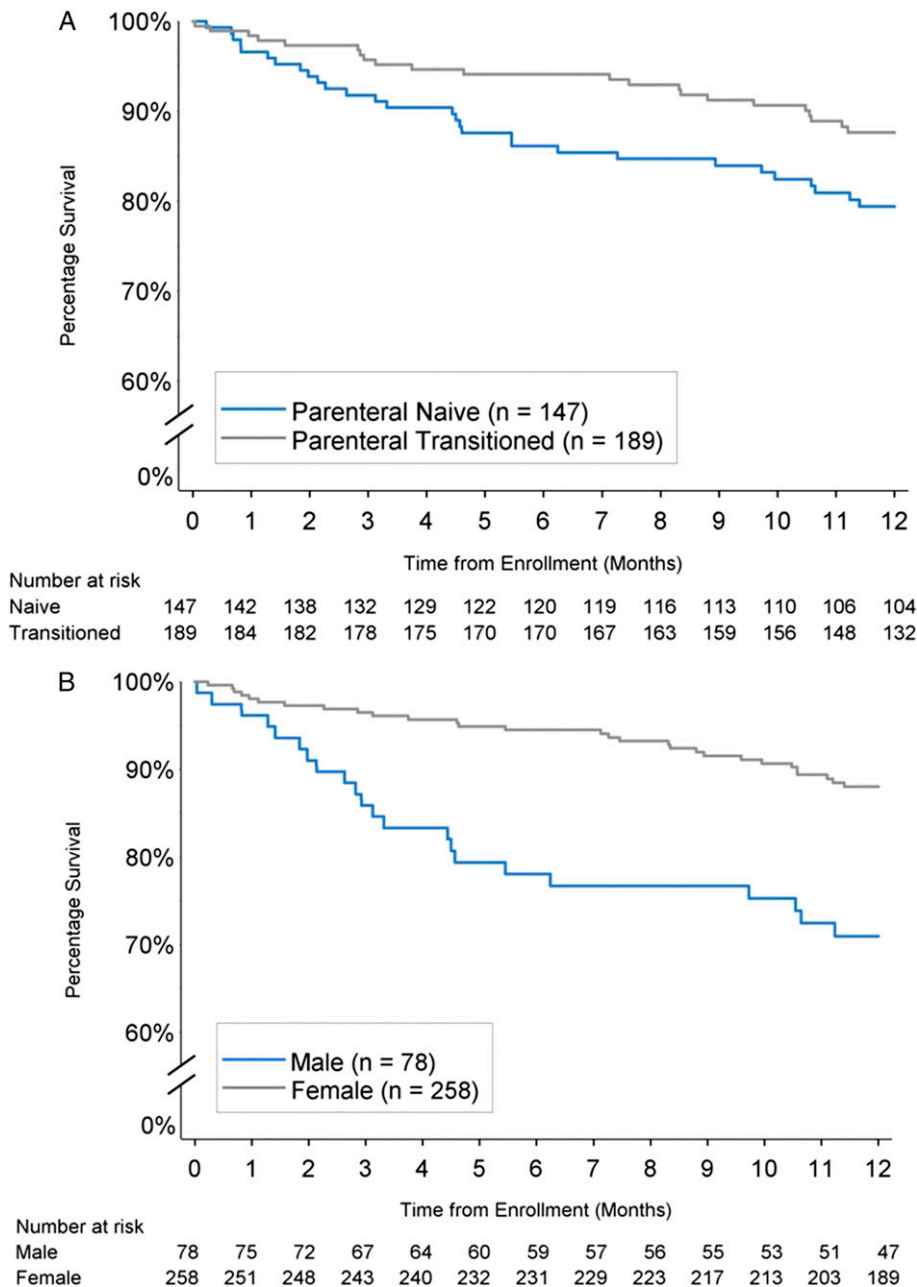 A
100%
90%
80%
70%
60%
0%
Percentage Survival
Parenteral Naive (n = 147)
Parenteral Transitioned (n = 189)
0 1 2 3 4 5 6 7 8 9 10 11 12
Time from Enrollment (Months)
Number at risk
Naive 147 142 138 132 129 122 120 119 116 113 110 106 104
Transitioned 189 184 182 178 175 170 170 167 163 159 156 148 132
B
100%
90%
80%
70%
60%
0%
Percentage Survival
Male (n = 78)
Female (n = 258)
0 1 2 3 4 5 6 7 8 9 10 11 12
Time from Enrollment (Months)
Number at risk
Male 78 75 72 67 64 60 59 57 56 55 53 51 47
Female 258 251 248 243 240 232 231 229 223 217 213 203 189